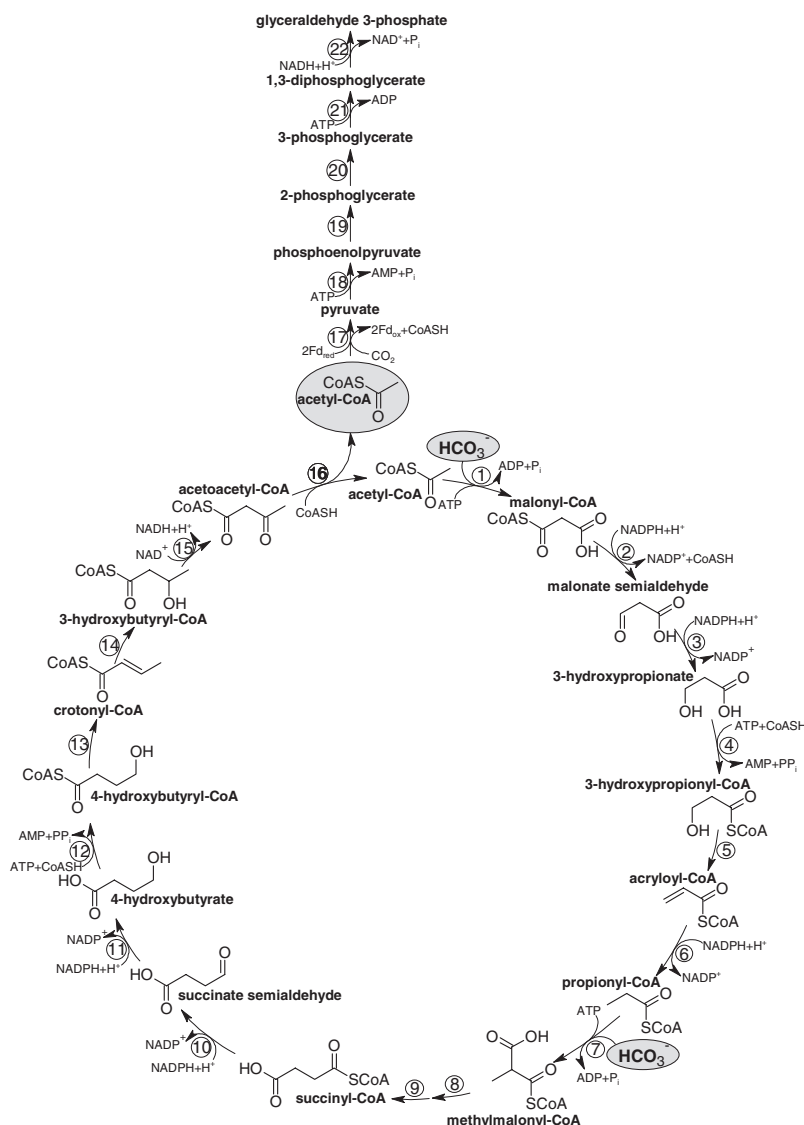 glyceraldehyde 3-phosphate
22
NAD⁺+Pᵢ
NADH+H⁺
1,3-diphosphoglycerate
21
ADP
ATP
3-phosphoglycerate
20
2-phosphoglycerate
19
phosphoenolpyruvate
18
AMP+Pᵢ
ATP
pyruvate
17
2Fd_ox+CoASH
2Fd_red
CO₂
CoAS
acetyl-CoA
O
HCO₃⁻
16
CoASH
CoAS
acetyl-CoA
O
1
ADP+Pᵢ
ATP
malonyl-CoA
CoAS
O
O
OH
NADPH+H⁺
2
NADP⁺+CoASH
malonate semialdehyde
O
O
OH
NADPH+H⁺
3
NADP⁺
3-hydroxypropionate
OH
O
OH
ATP+CoASH
4
AMP+PPᵢ
3-hydroxypropionyl-CoA
OH
O
SCoA
5
acryloyl-CoA
O
SCoA
6
NADPH+H⁺
NADP⁺
propionyl-CoA
O
SCoA
ATP
7
HCO₃⁻
ADP+Pᵢ
OH
O
O
SCoA
methylmalonyl-CoA
8
9
HO
O
O
SCoA
succinyl-CoA
10
NADP⁺
NADPH+H⁺
HO
O
O
succinate semialdehyde
11
NADP⁺
NADPH+H⁺
OH
HO
O
4-hydroxybutyrate
12
AMP+PPᵢ
ATP+CoASH
OH
CoAS
O
4-hydroxybutyryl-CoA
13
CoAS
O
crotonyl-CoA
14
CoAS
O
OH
3-hydroxybutyryl-CoA
15
NADH+H⁺
NAD⁺
acetoacetyl-CoA
CoAS
O
O